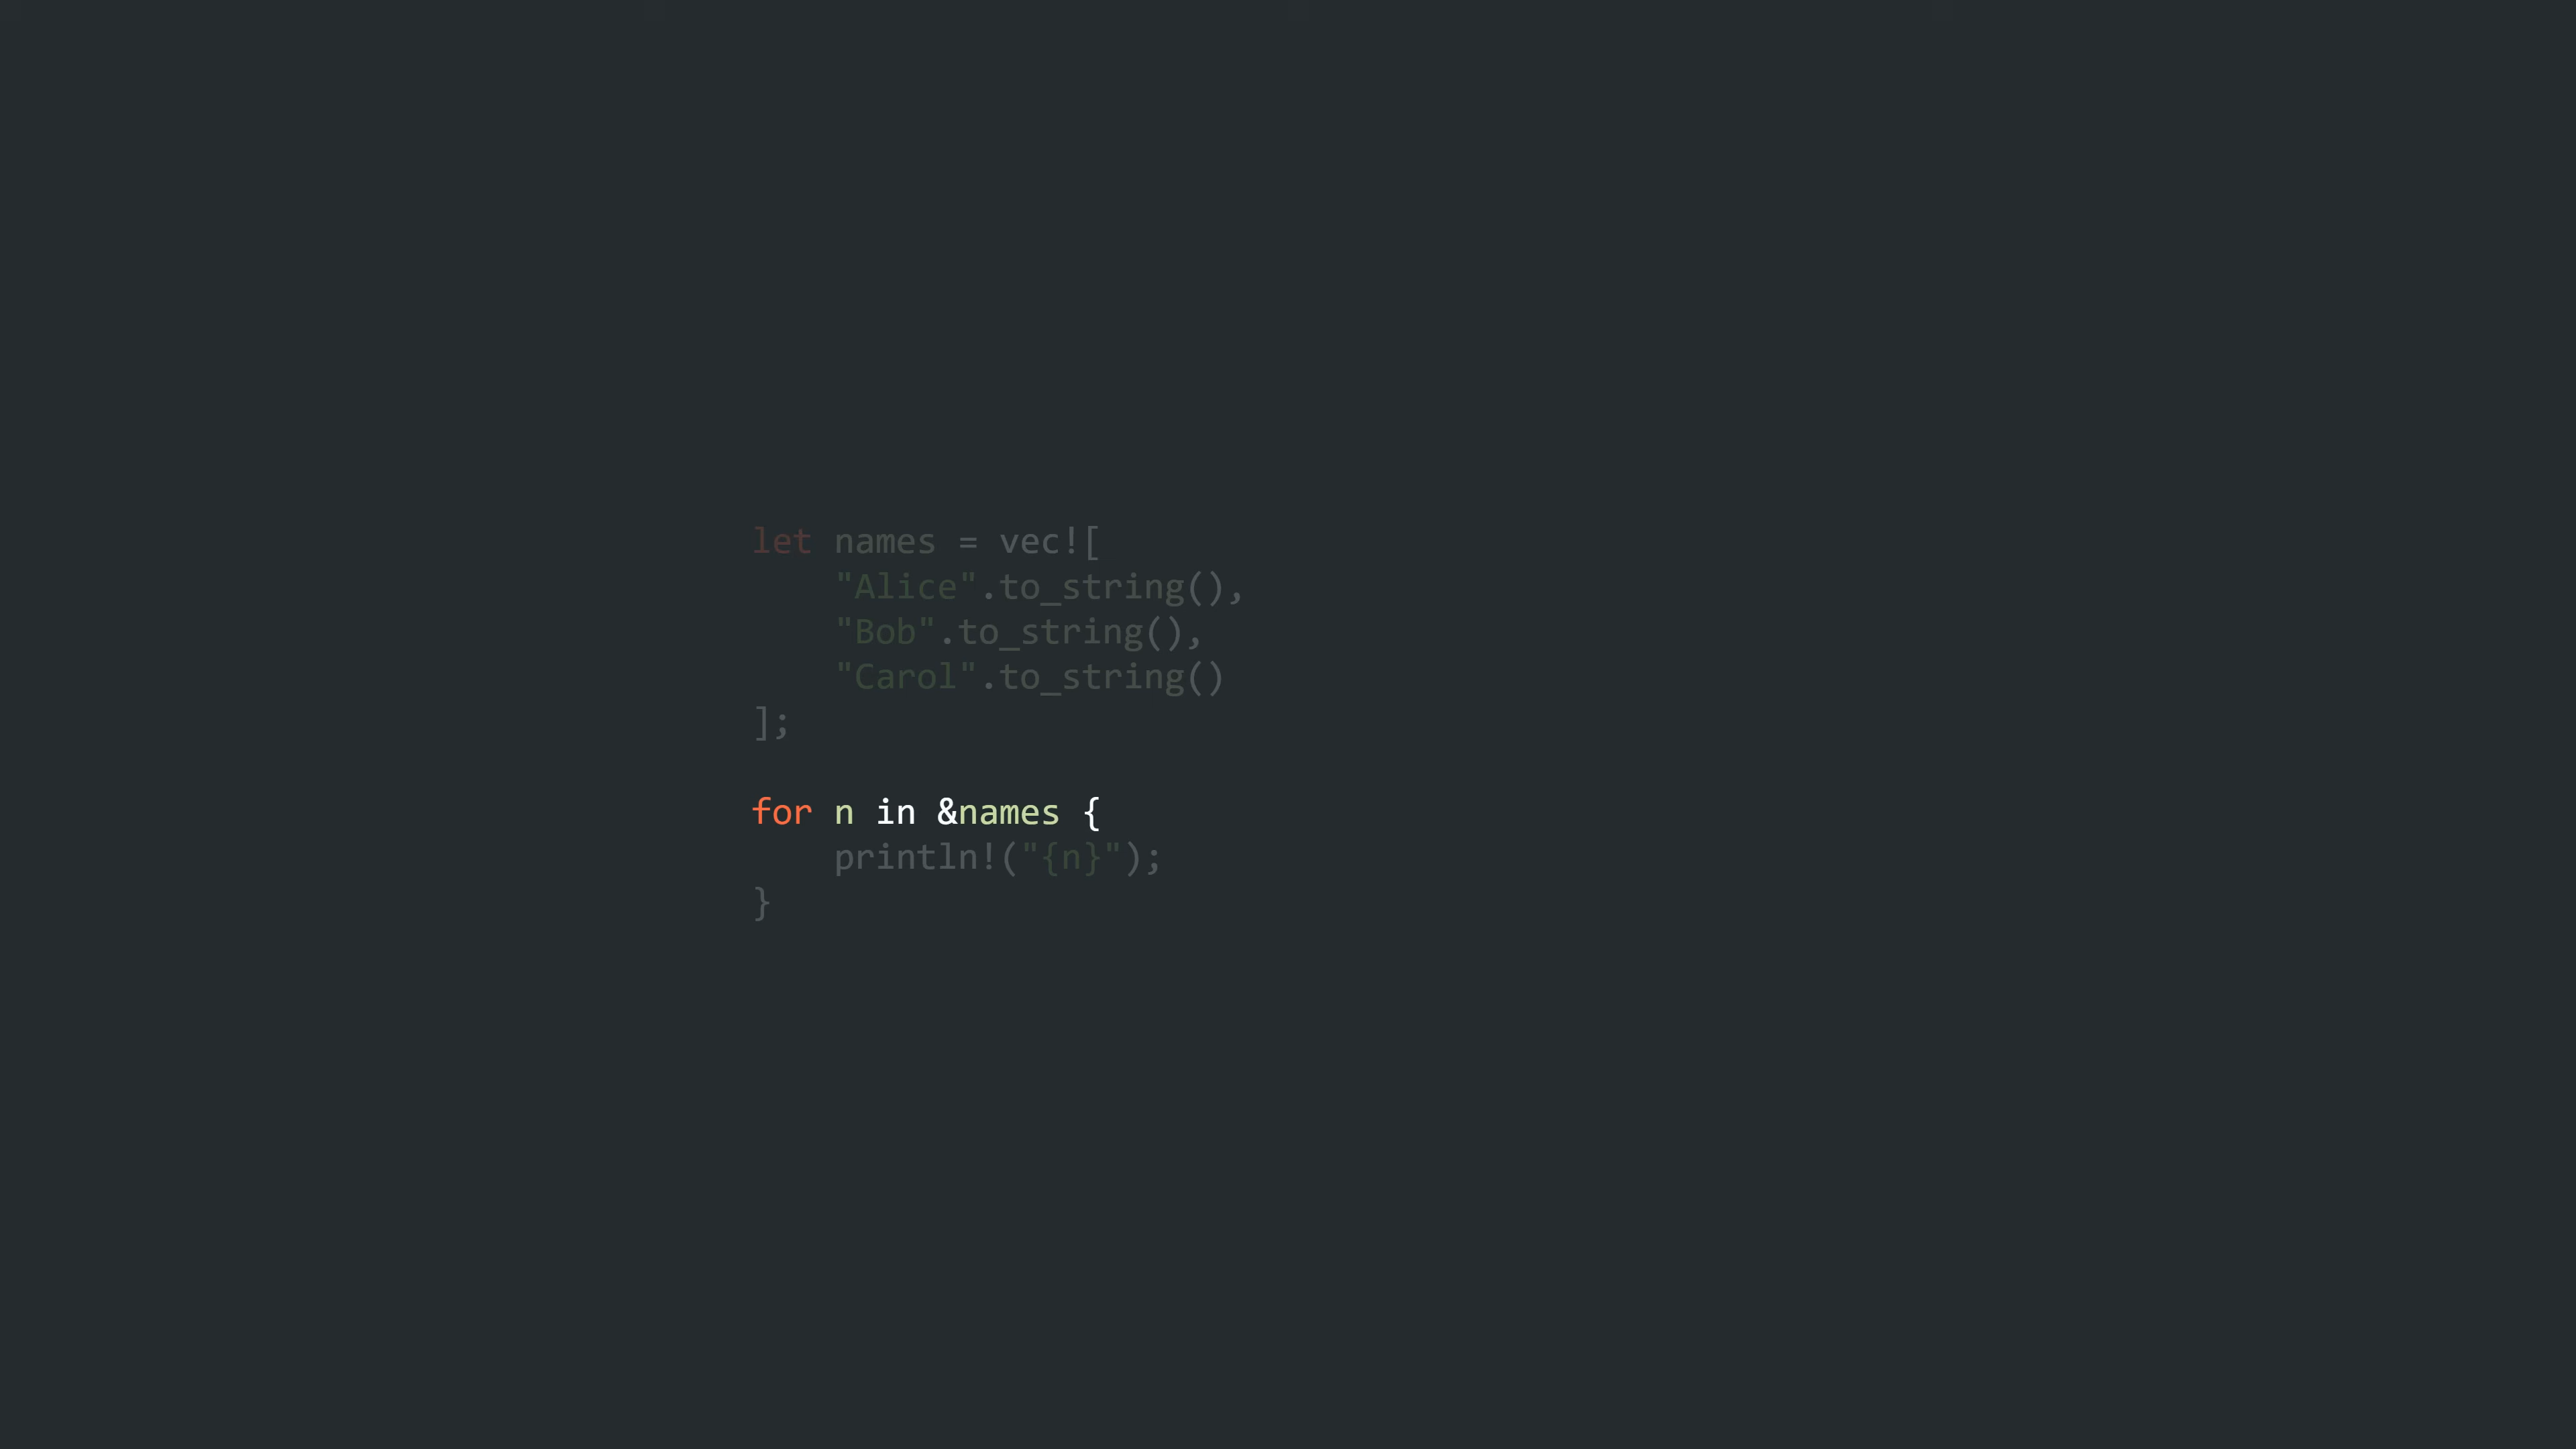 let names = vec![
    "Alice".to_string(),
    "Bob".to_string(),
    "Carol".to_string()
];

for n in &names {
    println!("{n}");
}